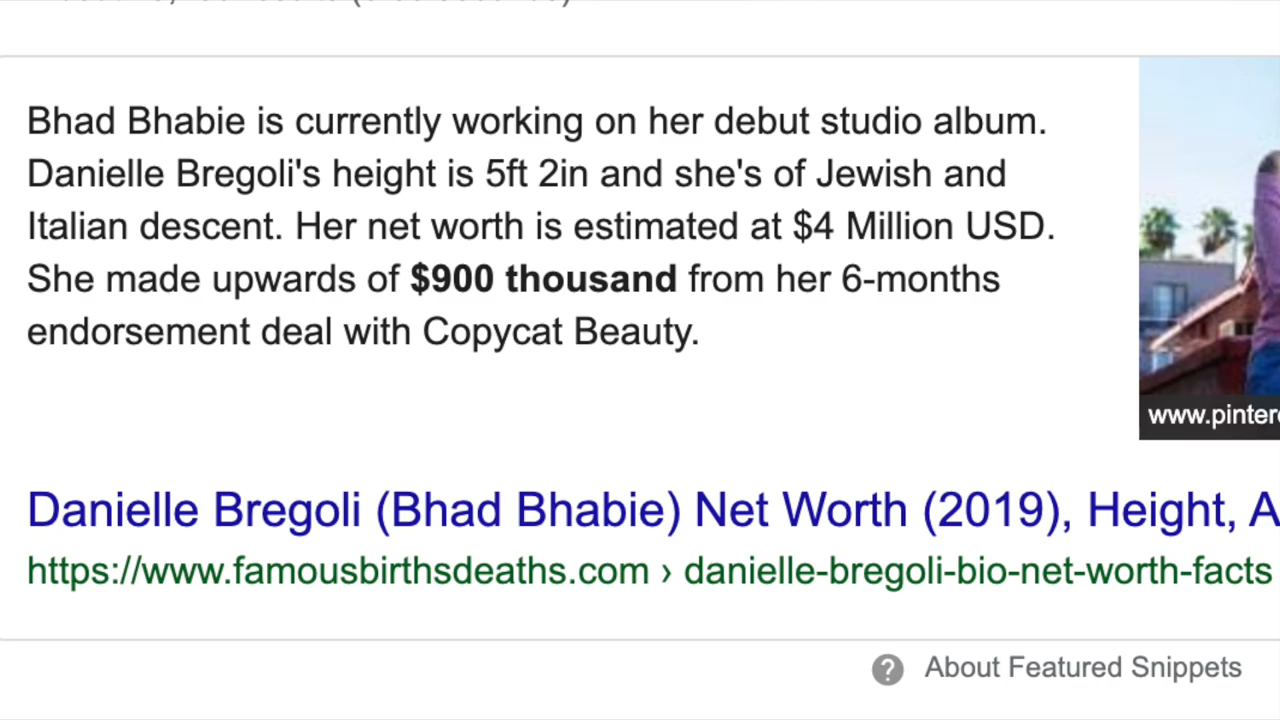 Bhad Bhabie is currently working on her debut studio album.
Danielle Bregoli's height is 5ft 2in and she's of Jewish and
Italian descent. Her net worth is estimated at $4 Million USD.
She made upwards of $900 thousand from her 6-months
endorsement deal with Copycat Beauty.
www.pinter
Danielle Bregoli (Bhad Bhabie) Net Worth (2019), Height, A
https://www.famousbirthsdeaths.com › danielle-bregoli-bio-net-worth-facts
? About Featured Snippets